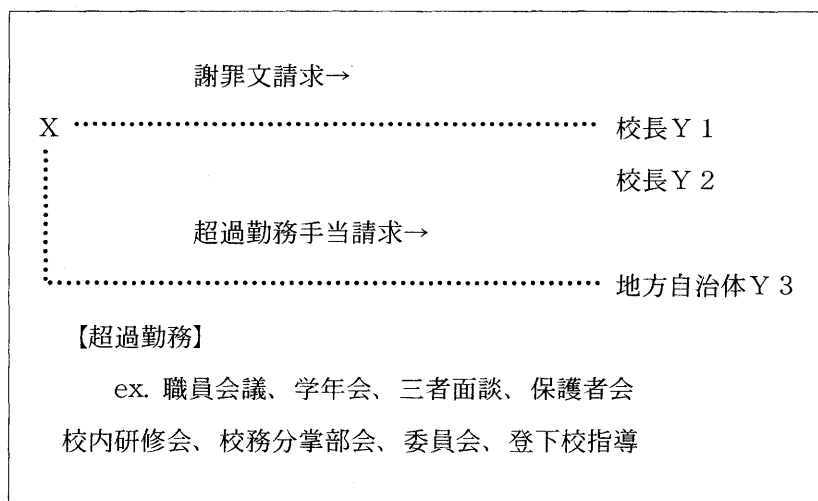 謝罪文請求→
X 校長Y1
校長Y2
超過勤務手当請求→
地方自治体Y3
【超過勤務】
ex. 職員会議、学年会、三者面談、保護者会
校内研修会、校務分掌部会、委員会、登下校指導